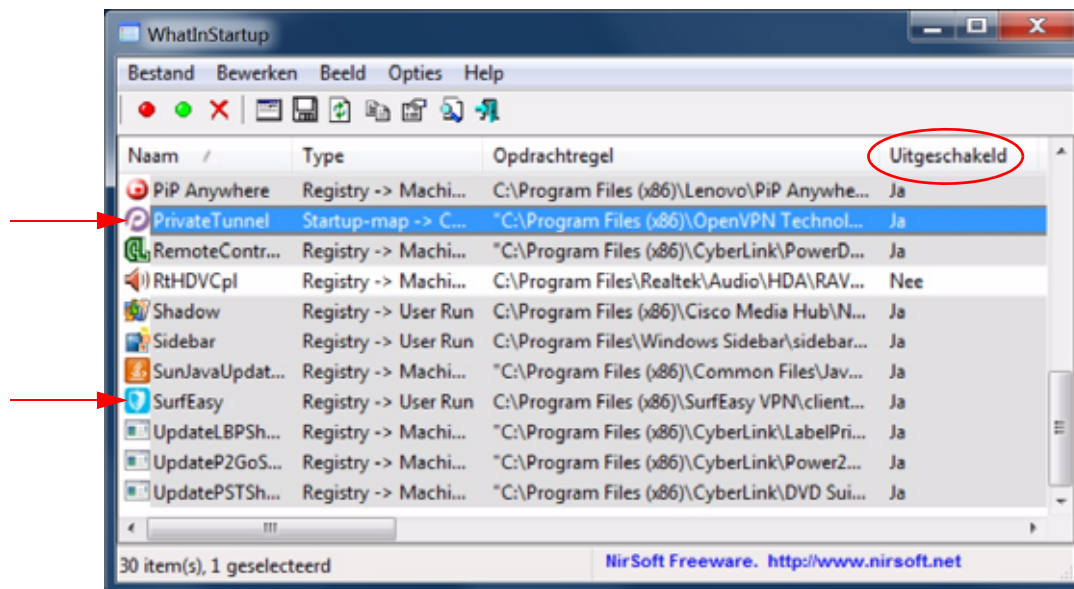 WhatInStartup
Bestand Bewerken Beeld Opties Help
Naam Type Opdrachtregel Uitgeschakeld
PiP Anywhere Registry -> Machi... C:\Program Files (x86)\Lenovo\PiP Anywhe... Ja
PrivateTunnel Startup-map -> C... "C:\Program Files (x86)\OpenVPN Technol... Ja
RemoteContr... Registry -> Machi... "C:\Program Files (x86)\CyberLink\PowerD... Ja
RtHDVCpl Registry -> Machi... C:\Program Files\Realtek\Audio\HDA\RAV... Nee
Shadow Registry -> User Run C:\Program Files (x86)\Cisco Media Hub\N... Ja
Sidebar Registry -> User Run C:\Program Files\Windows Sidebar\sidebar... Ja
SunJavaUpdat... Registry -> Machi... "C:\Program Files (x86)\Common Files\Jav... Ja
SurfEasy Registry -> User Run C:\Program Files (x86)\SurfEasy VPN\client... Ja
UpdateLBPSh... Registry -> Machi... "C:\Program Files (x86)\CyberLink\LabelPri... Ja
UpdateP2GoS... Registry -> Machi... "C:\Program Files (x86)\CyberLink\Power2... Ja
UpdatePSTSh... Registry -> Machi... "C:\Program Files (x86)\CyberLink\DVD Sui... Ja
30 item(s), 1 geselecteerd NirSoft Freeware. http://www.nirsoft.net